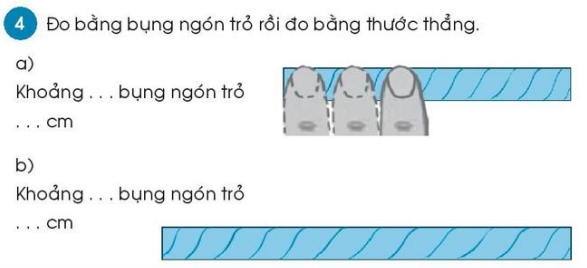 4 Đo bằng bụng ngón trỏ rồi đo bằng thước thẳng.
a)
Khoảng . . . bụng ngón trỏ
. . . cm
b)
Khoảng . . . bụng ngón trỏ
. . . cm